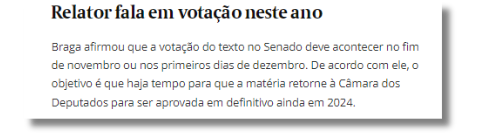 Relator fala em votação neste ano
Braga afirmou que a votação do texto no Senado deve acontecer no fim
de novembro ou nos primeiros dias de dezembro. De acordo com ele, o
objetivo é que haja tempo para que a matéria retorne à Câmara dos
Deputados para ser aprovada em definitivo ainda em 2024.